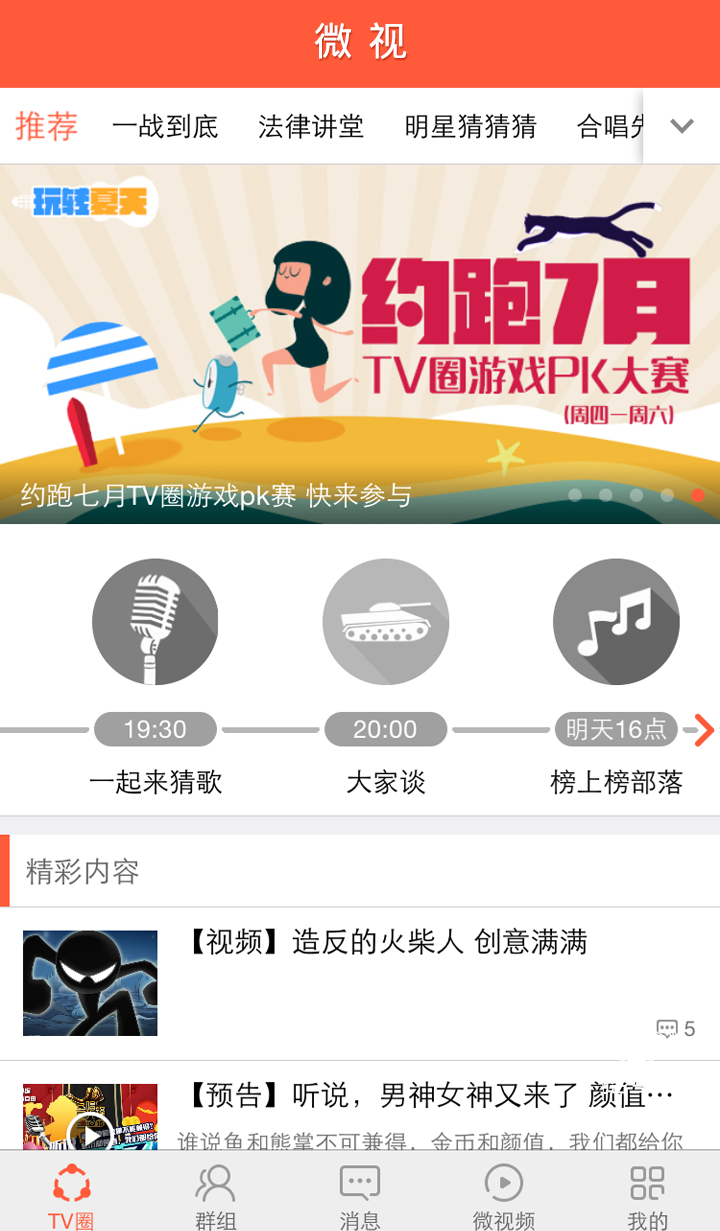 微 视
推荐 一战到底 法律讲堂 明星猜猜猜 合唱先
玩转夏天
约跑7月
TV圈游戏PK大赛
(周四—周六)
约跑七月TV圈游戏pk赛 快来参与
19:30 20:00 明天16点
一起来猜歌 大家谈 榜上榜部落
精彩内容
【视频】造反的火柴人 创意满满
5
【预告】听说，男神女神又来了 颜值…
谁说鱼和熊掌不可兼得，金币和颜值，我们都给你
TV圈 群组 消息 微视频 我的